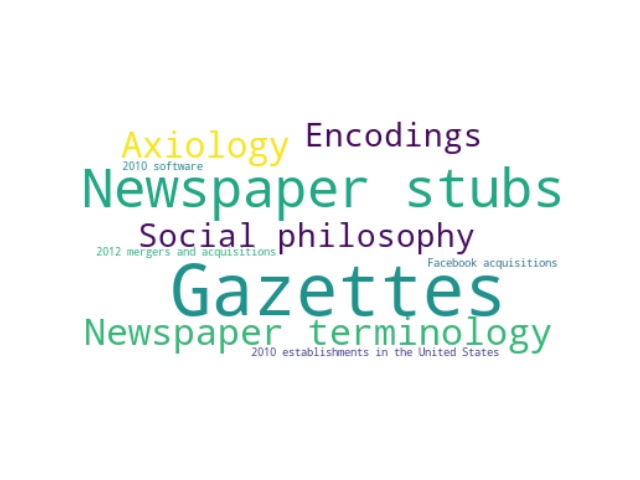 Axiology Encodings
2010 software
Newspaper stubs
Social philosophy
2012 mergers and acquisitions
Facebook acquisitions
Gazettes
Newspaper terminology
2010 establishments in the United States